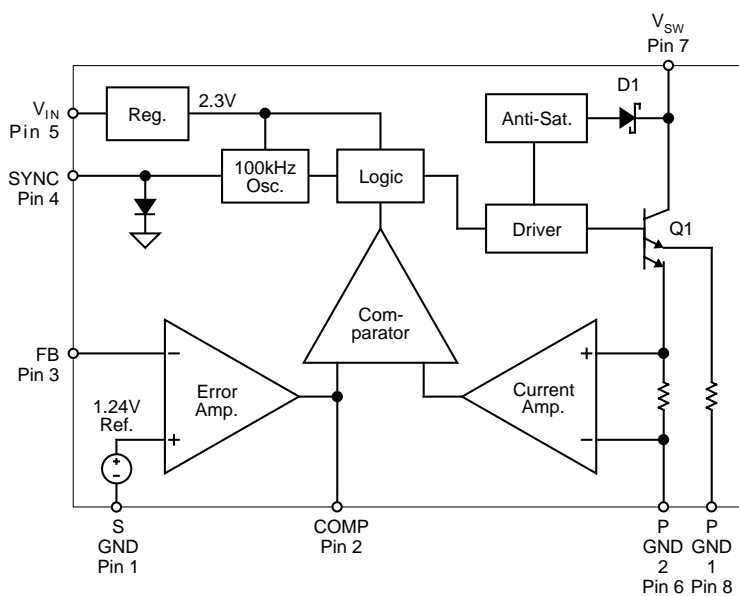 V_SW
Pin 7
D1
V_IN
Pin 5
Reg.
2.3V
Anti-Sat.
SYNC
Pin 4
100kHz
Osc.
Logic
Driver
Q1
Com-
parator
FB
Pin 3
−
+
1.24V
Ref.
Error
Amp.
Current
Amp.
+
−
+
−
S
GND
Pin 1
COMP
Pin 2
P
GND
2
Pin 6
P
GND
1
Pin 8